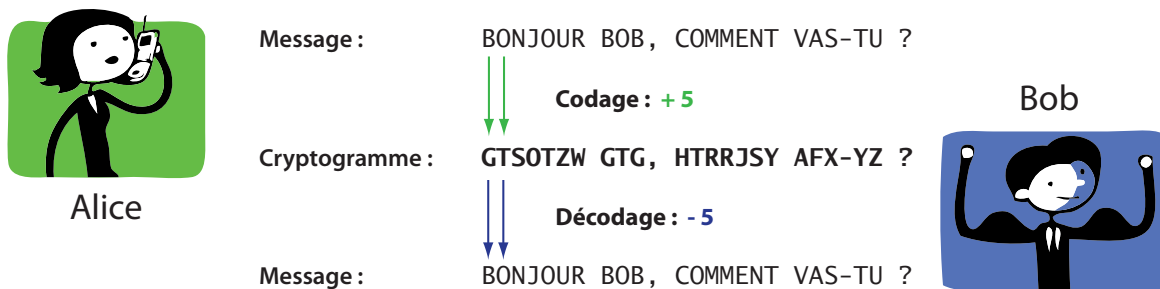 Message : BONJOUR BOB, COMMENT VAS-TU ?
Codage : + 5
Bob
Cryptogramme : GTSOTZW GTG, HTRRJSY AFX-YZ ?
Alice
Décodage : - 5
Message : BONJOUR BOB, COMMENT VAS-TU ?